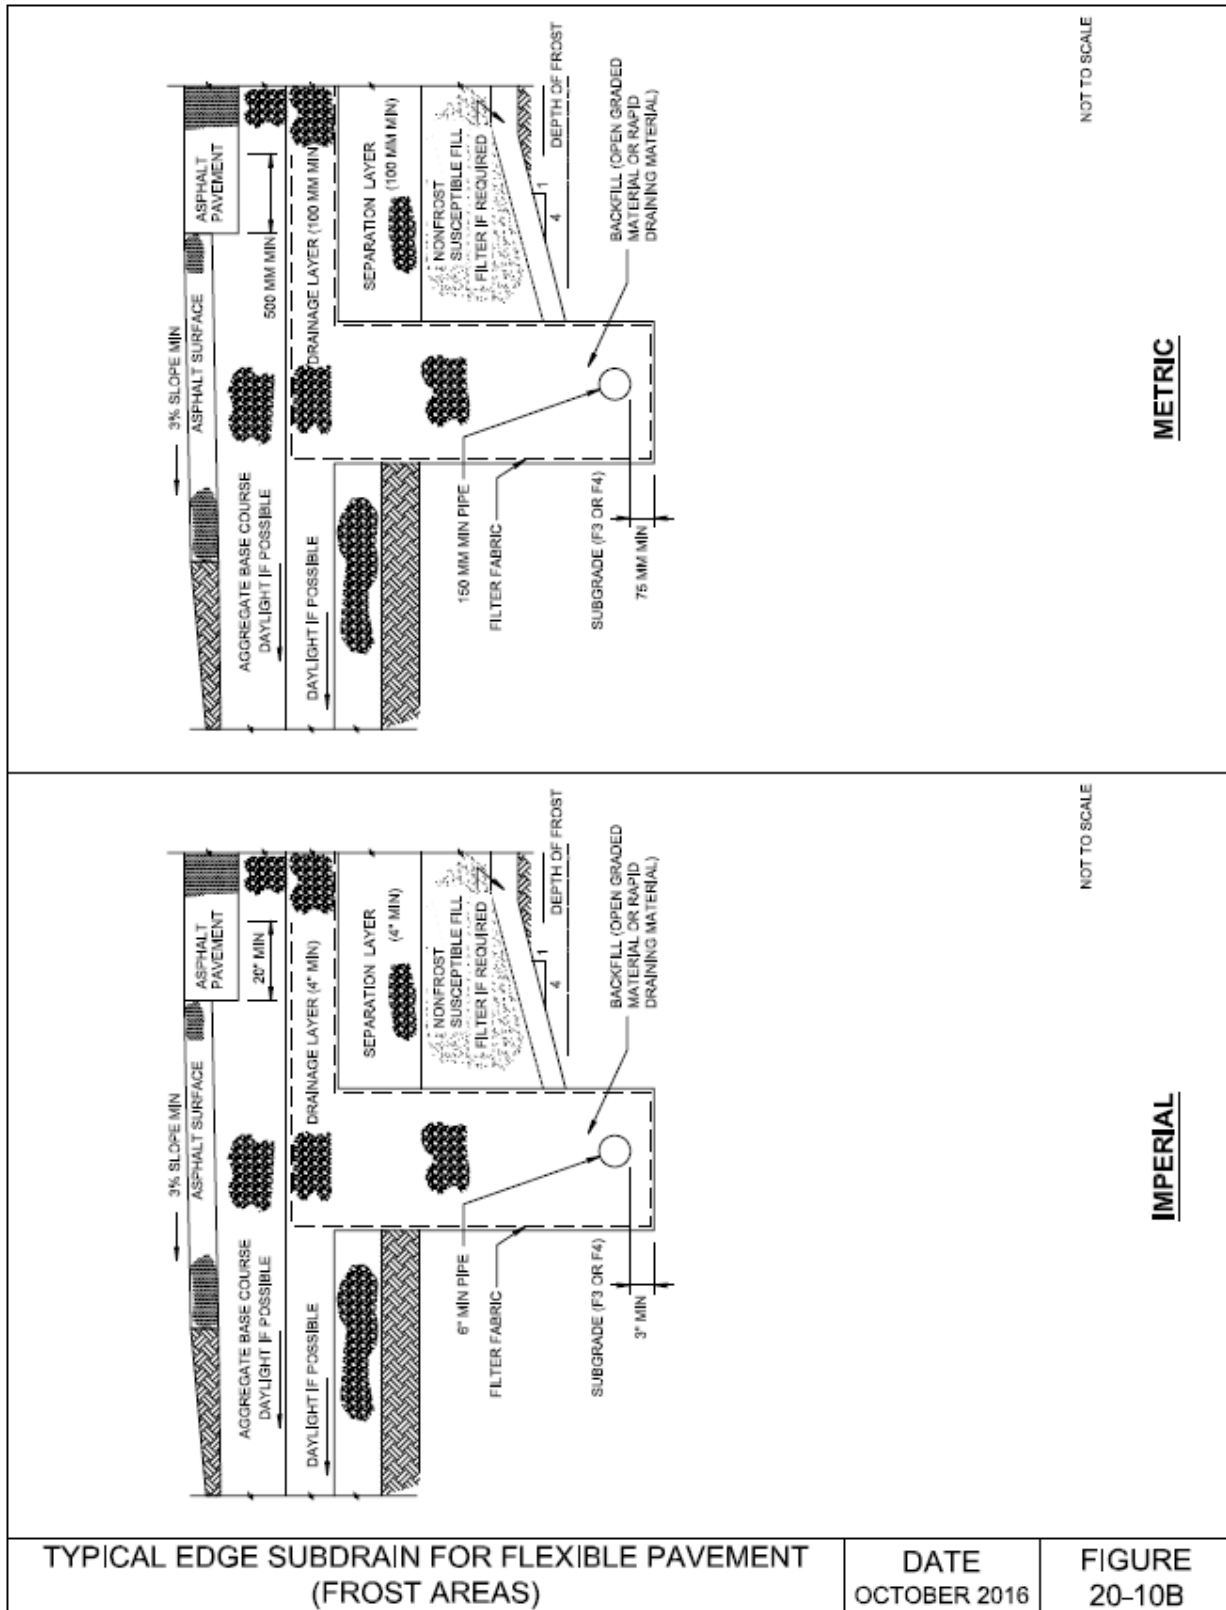 3% SLOPE MIN
ASPHALT SURFACE
ASPHALT
PAVEMENT
AGGREGATE BASE COURSE
DAYLIGHT IF POSSIBLE
500 MM MIN
DAYLIGHT IF POSSIBLE
DRAINAGE LAYER (100 MM MIN)
SEPARATION LAYER
(100 MM MIN)
NONFROST
SUSCEPTIBLE FILL
FILTER IF REQUIRED
150 MM MIN PIPE
FILTER FABRIC
1
4
DEPTH OF FROST
SUBGRADE (F3 OR F4)
75 MM MIN
BACKFILL (OPEN GRADED
MATERIAL OR RAPID
DRAINING MATERIAL)
NOT TO SCALE
METRIC
3% SLOPE MIN
ASPHALT SURFACE
ASPHALT
PAVEMENT
AGGREGATE BASE COURSE
DAYLIGHT IF POSSIBLE
20" MIN
DAYLIGHT IF POSSIBLE
DRAINAGE LAYER (4" MIN)
SEPARATION LAYER
(4" MIN)
NONFROST
SUSCEPTIBLE FILL
FILTER IF REQUIRED
6" MIN PIPE
FILTER FABRIC
1
4
DEPTH OF FROST
SUBGRADE (F3 OR F4)
3" MIN
BACKFILL (OPEN GRADED
MATERIAL OR RAPID
DRAINING MATERIAL)
NOT TO SCALE
IMPERIAL
TYPICAL EDGE SUBDRAIN FOR FLEXIBLE PAVEMENT
(FROST AREAS)
DATE
OCTOBER 2016
FIGURE
20-10B